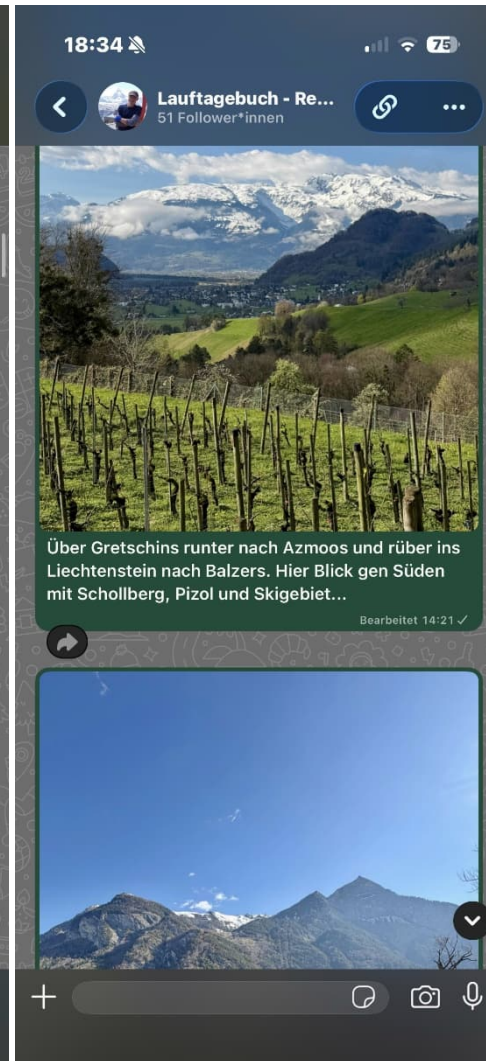 18:34
75
Lauftagebuch - Re...
51 Follower*innen
Über Gretschins runter nach Azmoos und rüber ins
Liechtenstein nach Balzers. Hier Blick gen Süden
mit Schollberg, Pizol und Skigebiet...
Bearbeitet 14:21